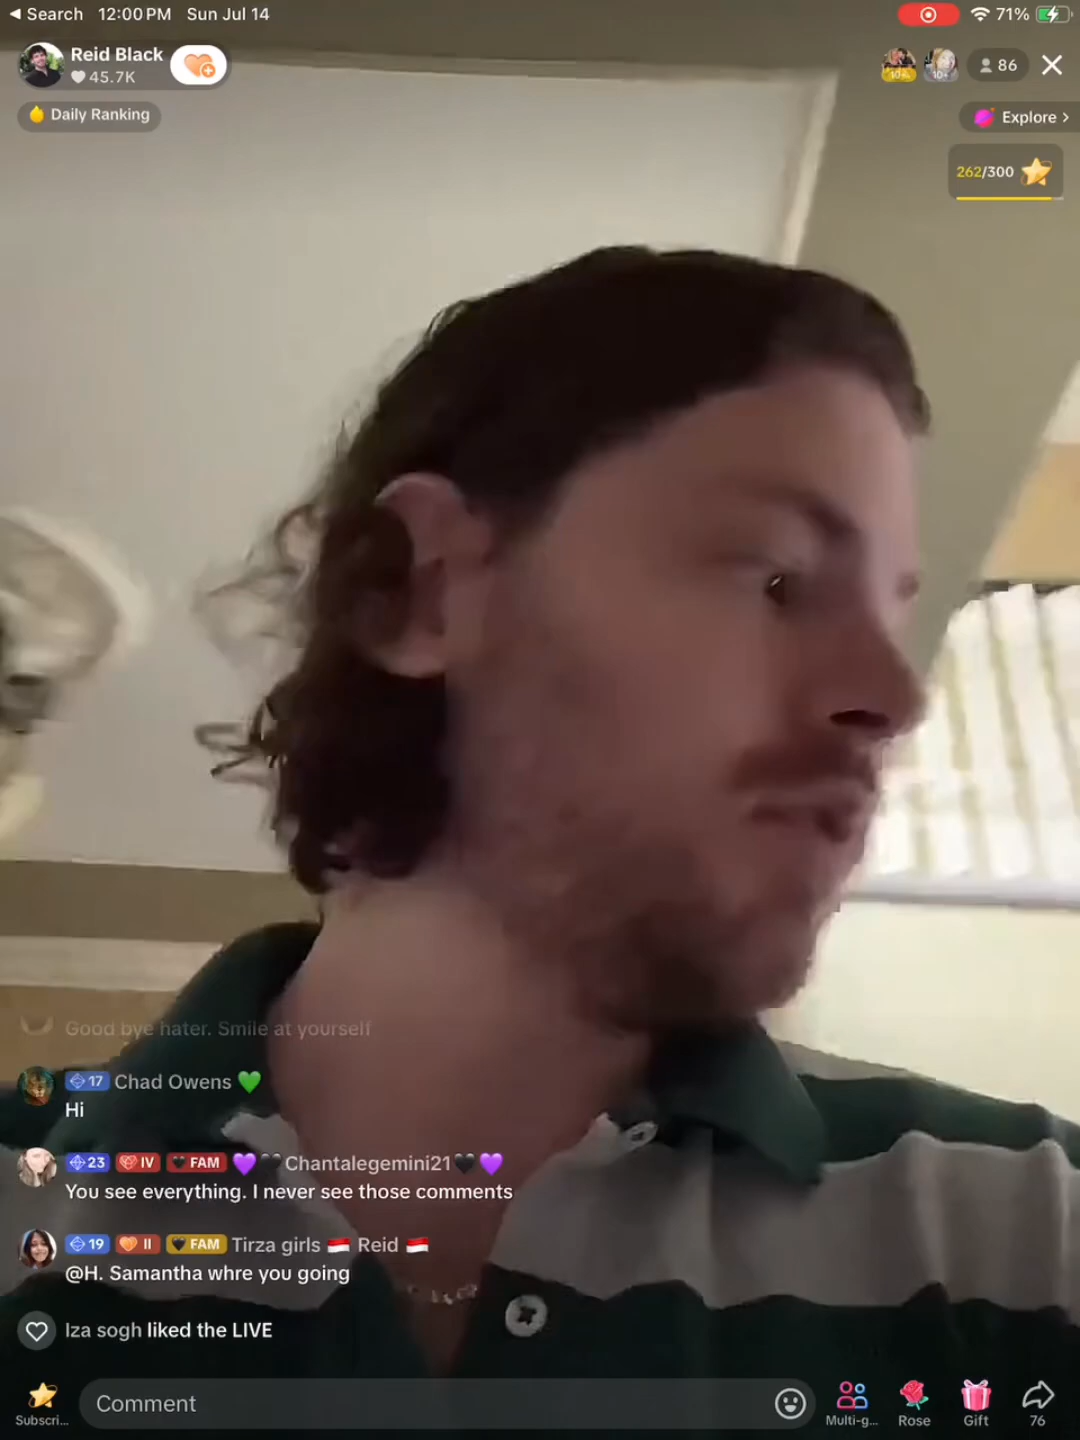 Search 12:00 PM Sun Jul 14 71%
Reid Black
45.7K
10+ 10+ 86
Daily Ranking
Explore
262/300
Good bye hater. Smile at yourself
17 Chad Owens 💚
Hi
23 IV FAM 💜🖤Chantalegemini21🖤💜
You see everything. I never see those comments
19 II FAM Tirza girls 🇮🇩 Reid 🇮🇩
@H. Samantha whre you going
Iza sogh liked the LIVE
Comment
Subscri... Multi-g... Rose Gift 76